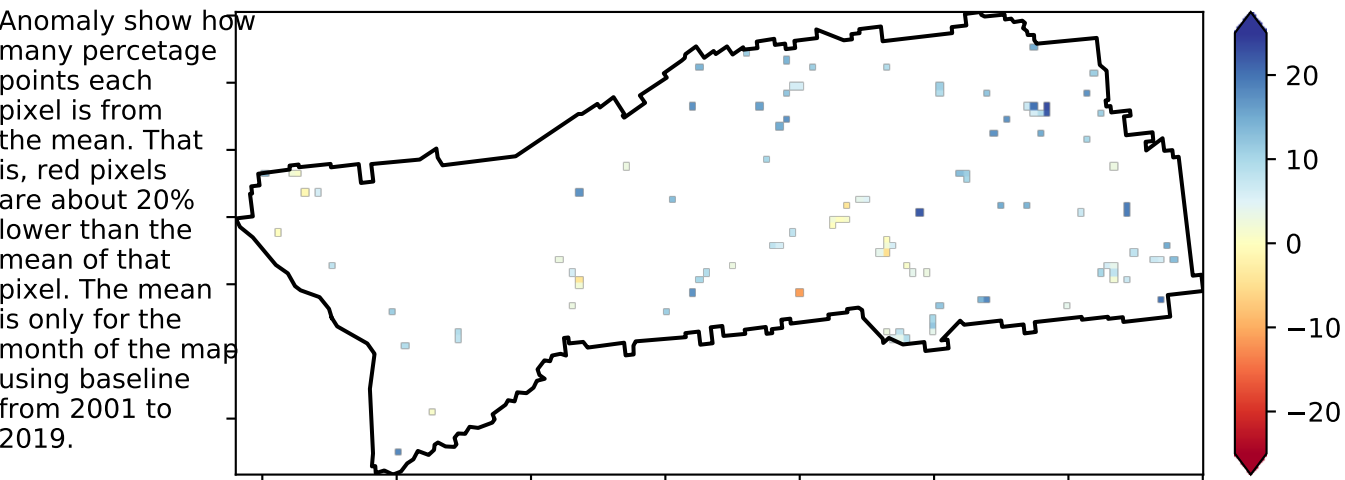 Anomaly show how
many percetage
points each
pixel is from
the mean. That
is, red pixels
are about 20%
lower than the
mean of that
pixel. The mean
is only for the
month of the map
using baseline
from 2001 to
2019.
20
10
0
−10
−20